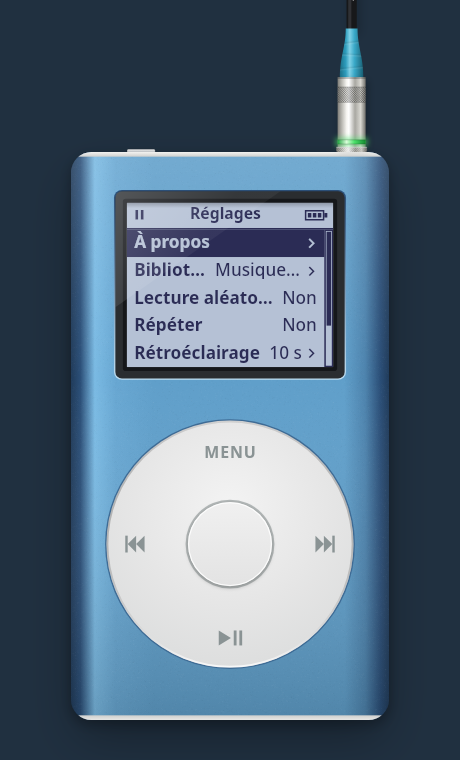 Réglages
À propos
Bibliot... Musique...
Lecture aléato... Non
Répéter Non
Rétroéclairage 10 s
MENU